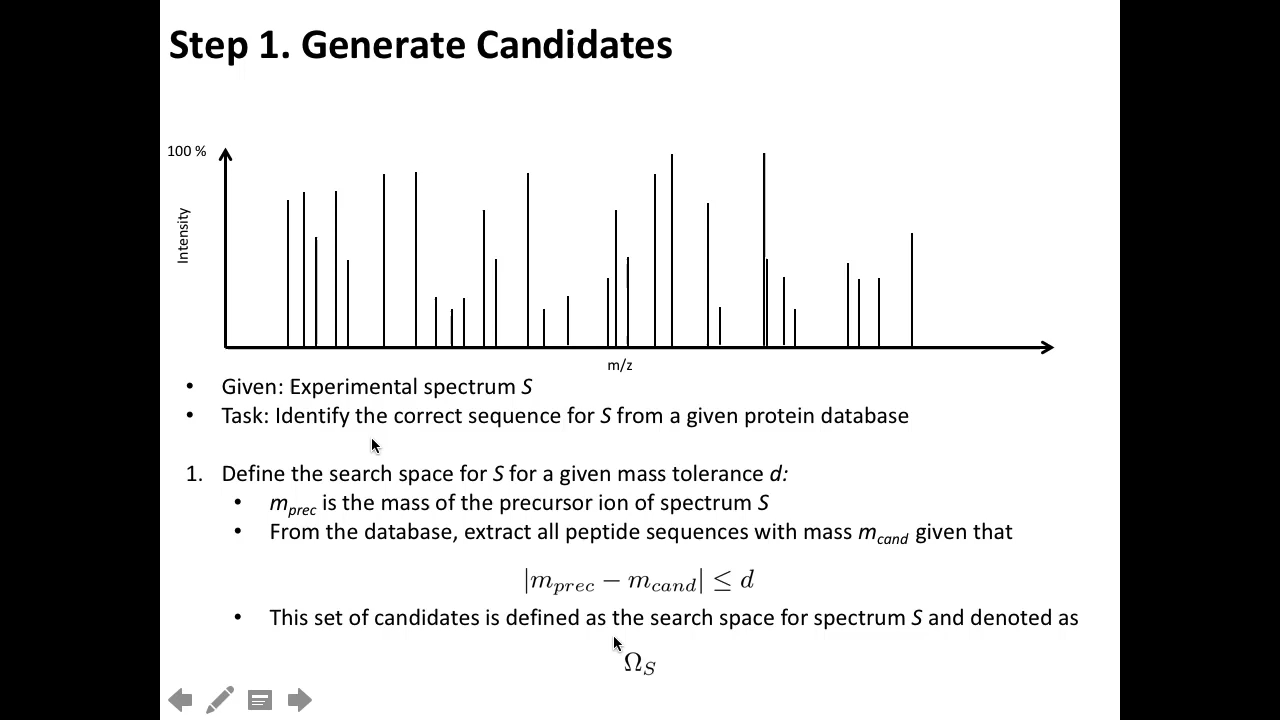 Step 1. Generate Candidates
100 %
Intensity
m/z
• Given: Experimental spectrum S
• Task: Identify the correct sequence for S from a given protein database
1. Define the search space for S for a given mass tolerance d:
• m_prec is the mass of the precursor ion of spectrum S
• From the database, extract all peptide sequences with mass m_cand given that
|m_prec − m_cand| ≤ d
• This set of candidates is defined as the search space for spectrum S and denoted as
Ω_S